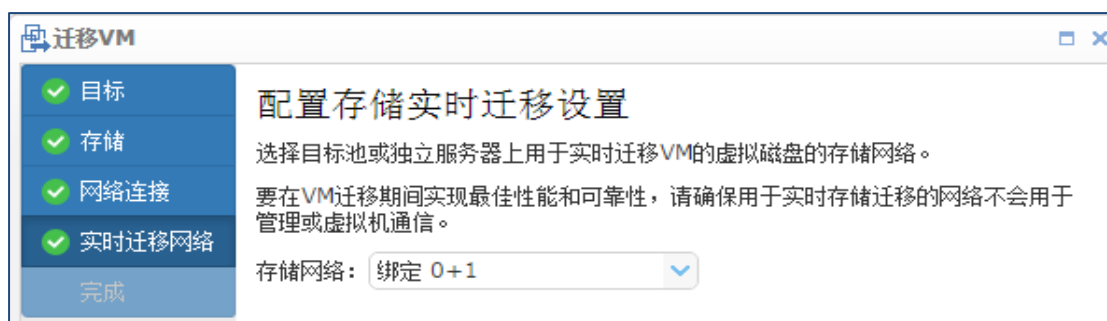 迁移VM
目标
存储
网络连接
实时迁移网络
完成
配置存储实时迁移设置
选择目标池或独立服务器上用于实时迁移VM的虚拟磁盘的存储网络。
要在VM迁移期间实现最佳性能和可靠性，请确保用于实时存储迁移的网络不会用于
管理或虚拟机通信。
存储网络：绑定 0+1